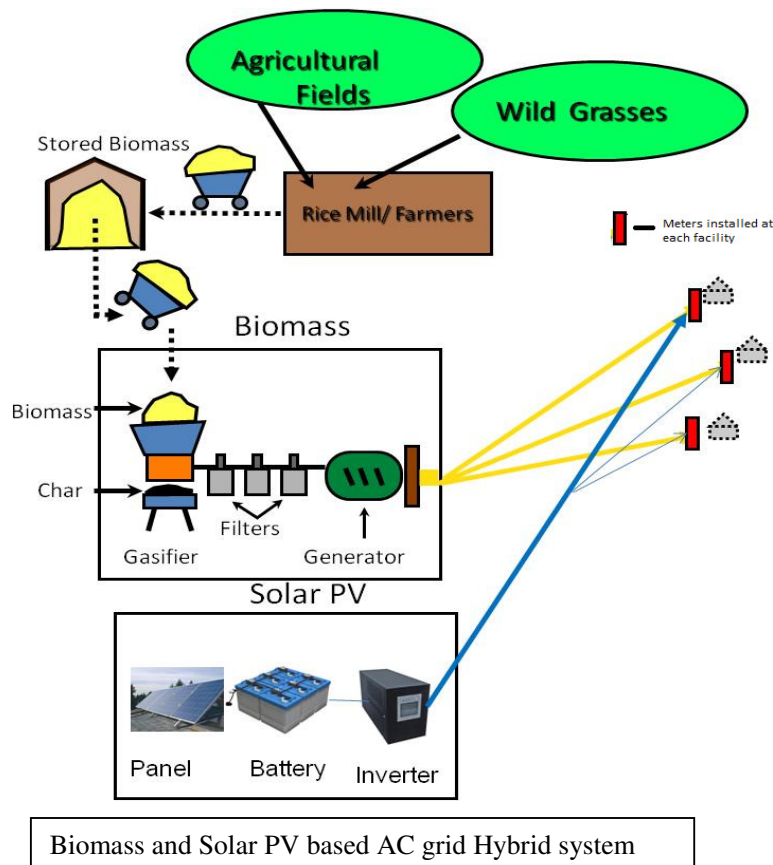 Agricultural
Fields
Wild Grasses
Stored Biomass
Rice Mill/ Farmers
Meters installed at
each facility
Biomass
Biomass
Char
Filters
Gasifier
Generator
Solar PV
Panel
Battery
Inverter
Biomass and Solar PV based AC grid Hybrid system